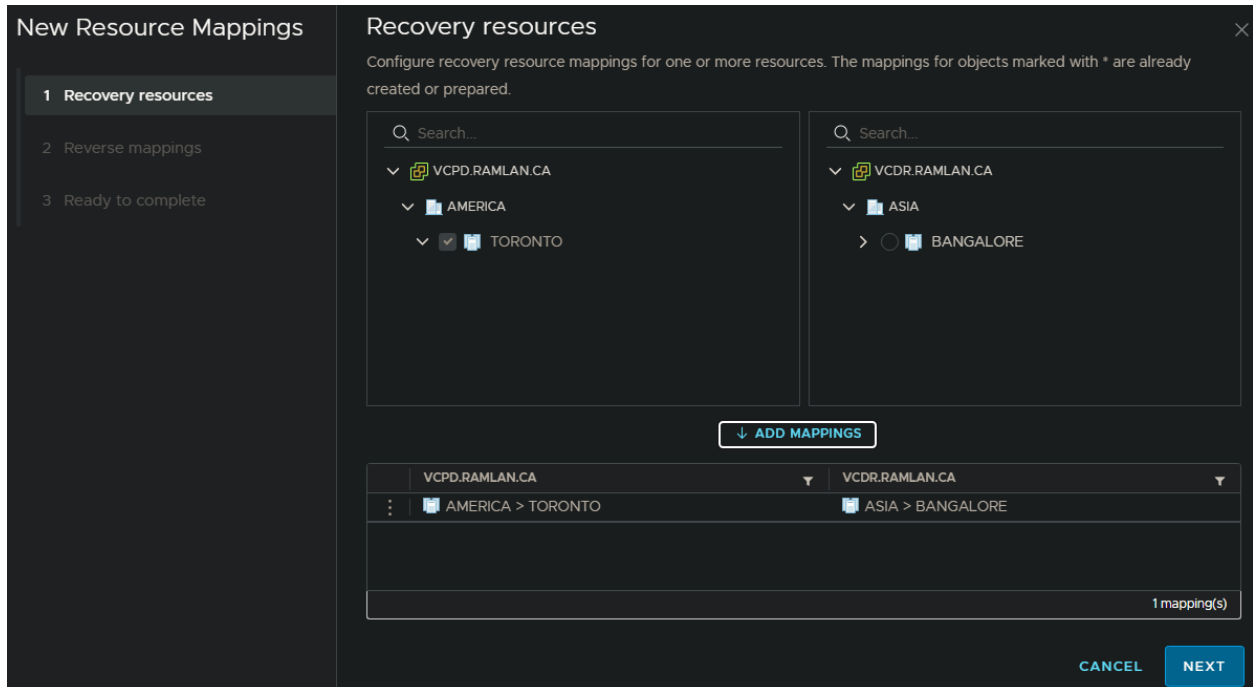 New Resource Mappings
1 Recovery resources
2 Reverse mappings
3 Ready to complete
Recovery resources
Configure recovery resource mappings for one or more resources. The mappings for objects marked with * are already
created or prepared.
Search...
VCPD.RAMLAN.CA
AMERICA
TORONTO
Search...
VCDR.RAMLAN.CA
ASIA
BANGALORE
ADD MAPPINGS
VCPD.RAMLAN.CA VCDR.RAMLAN.CA
AMERICA > TORONTO ASIA > BANGALORE
1 mapping(s)
CANCEL NEXT